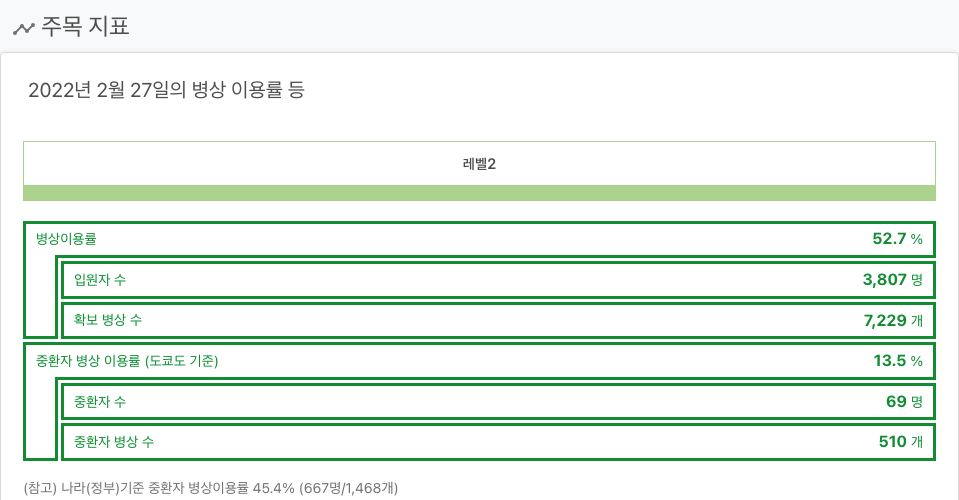 주목 지표
2022년 2월 27일의 병상 이용률 등
레벨2
병상이용률 52.7 %
입원자 수 3,807 명
확보 병상 수 7,229 개
중환자 병상 이용률 (도쿄도 기준) 13.5 %
중환자 수 69 명
중환자 병상 수 510 개
(참고) 나라(정부)기준 중환자 병상이용률 45.4% (667명/1,468개)